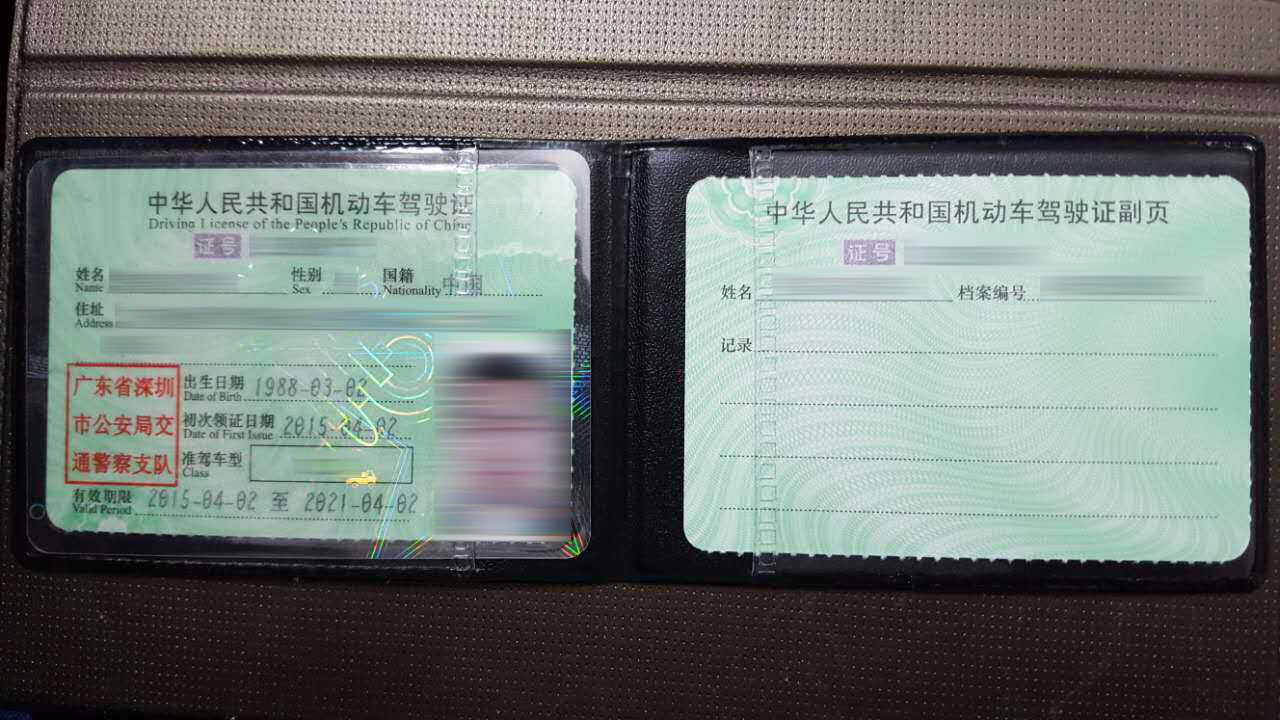 中华人民共和国机动车驾驶证
Driving License of the People's Republic of China
证号
姓名 性别 国籍 中国
Name Sex Nationality
住址
Address
广东省深圳
市公安局交
通警察支队
出生日期 1988-03-02
Date of Birth
初次领证日期 2015-04-02
Date of First Issue
准驾车型
Class
有效期限 2015-04-02 至 2021-04-02
Valid Period
中华人民共和国机动车驾驶证副页
证号
姓名 档案编号
记录